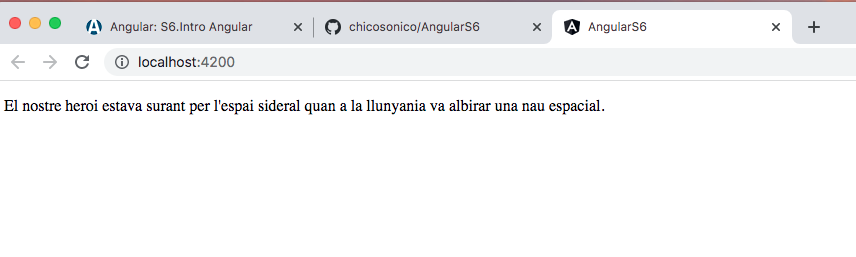 Angular: S6.Intro Angular
chicosonico/AngularS6
AngularS6
localhost:4200
El nostre heroi estava surant per l'espai sideral quan a la llunyania va albirar una nau espacial.